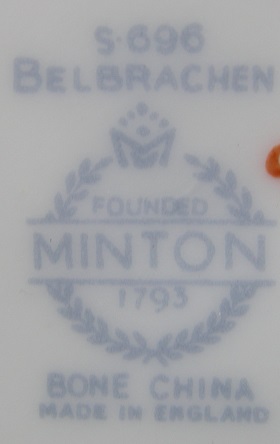 S·696
BELBRACHEN
FOUNDED
MINTON
1793
BONE CHINA
MADE IN ENGLAND